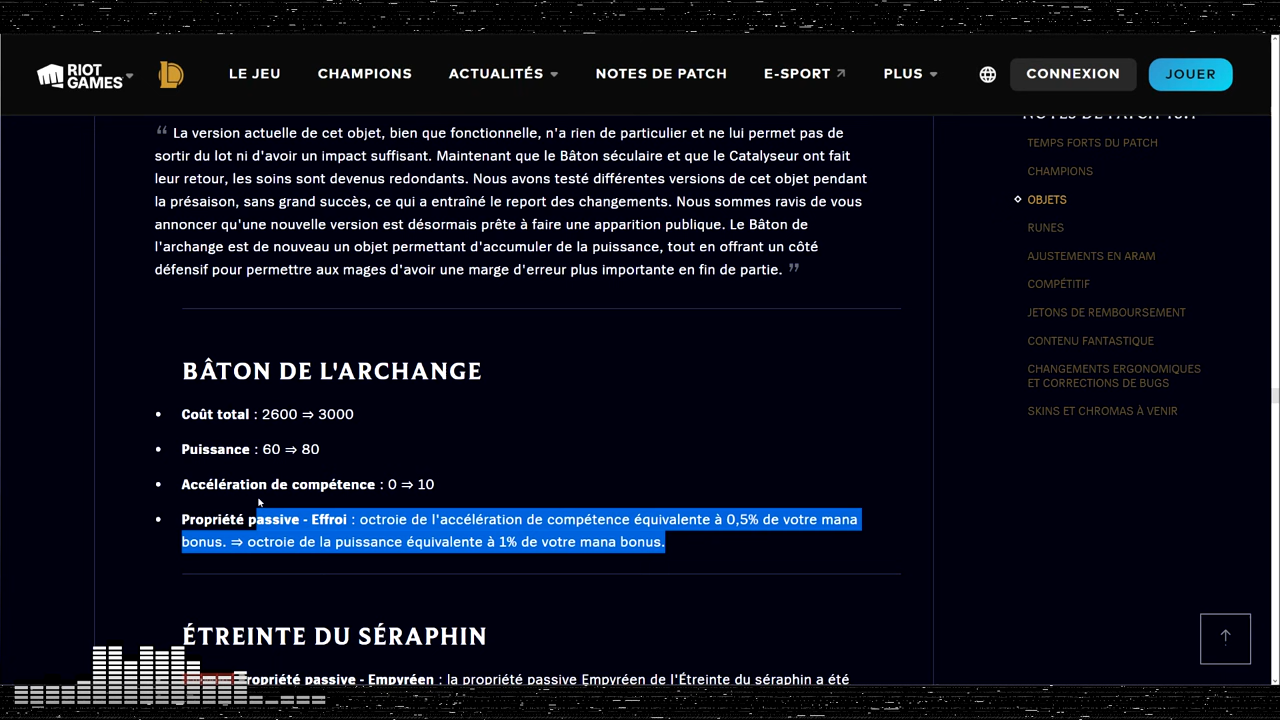 RIOT GAMES
LE JEU
CHAMPIONS
ACTUALITÉS
NOTES DE PATCH
E-SPORT
PLUS
CONNEXION
JOUER
“ La version actuelle de cet objet, bien que fonctionnelle, n'a rien de particulier et ne lui permet pas de
sortir du lot ni d'avoir un impact suffisant. Maintenant que le Bâton séculaire et que le Catalyseur ont fait
leur retour, les soins sont devenus redondants. Nous avons testé différentes versions de cet objet pendant
la présaison, sans grand succès, ce qui a entraîné le report des changements. Nous sommes ravis de vous
annoncer qu'une nouvelle version est désormais prête à faire une apparition publique. Le Bâton de
l'archange est de nouveau un objet permettant d'accumuler de la puissance, tout en offrant un côté
défensif pour permettre aux mages d'avoir une marge d'erreur plus importante en fin de partie. ”
BÂTON DE L'ARCHANGE
• Coût total : 2600 ⇒ 3000
• Puissance : 60 ⇒ 80
• Accélération de compétence : 0 ⇒ 10
• Propriété passive - Effroi : octroie de l'accélération de compétence équivalente à 0,5% de votre mana
bonus. ⇒ octroie de la puissance équivalente à 1% de votre mana bonus.
ÉTREINTE DU SÉRAPHIN
ropriété passive - Empyréen : la propriété passive Empyréen de l'Étreinte du séraphin a été
NOTES DE PATCH
TEMPS FORTS DU PATCH
CHAMPIONS
OBJETS
RUNES
AJUSTEMENTS EN ARAM
COMPÉTITIF
JETONS DE REMBOURSEMENT
CONTENU FANTASTIQUE
CHANGEMENTS ERGONOMIQUES
ET CORRECTIONS DE BUGS
SKINS ET CHROMAS À VENIR